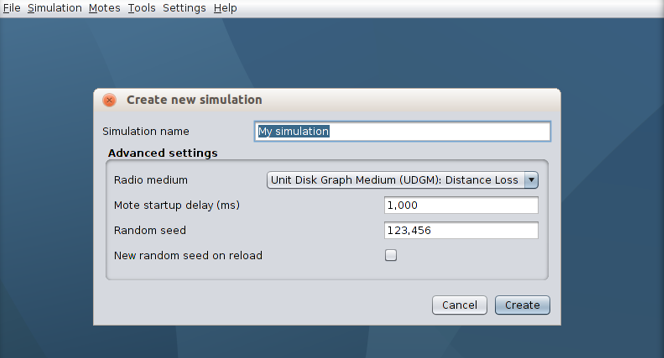 File Simulation Motes Tools Settings Help
Create new simulation
Simulation name My simulation
Advanced settings
Radio medium Unit Disk Graph Medium (UDGM): Distance Loss
Mote startup delay (ms) 1,000
Random seed 123,456
New random seed on reload
Cancel Create